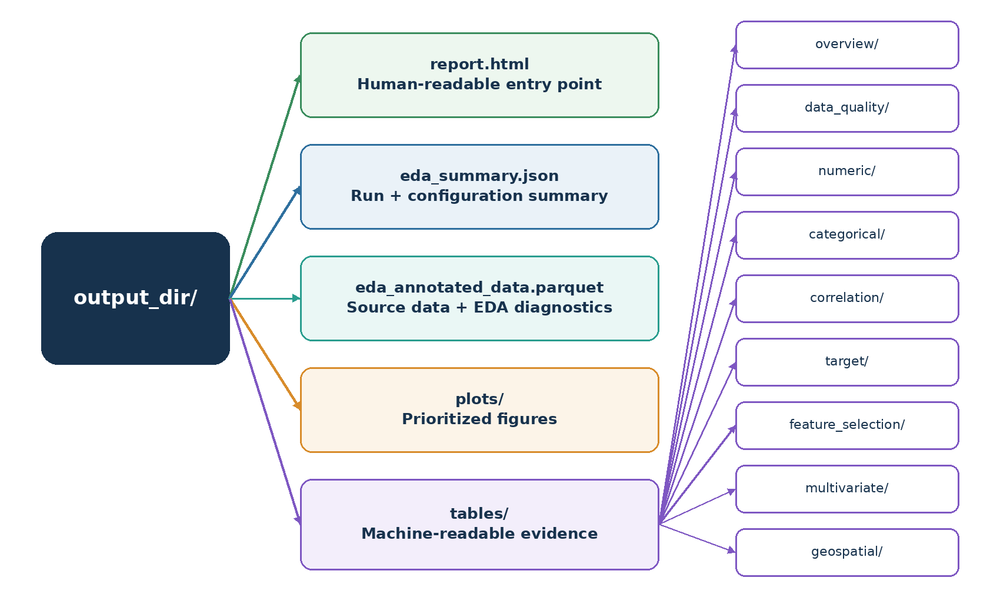 output_dir/
report.html
Human-readable entry point
eda_summary.json
Run + configuration summary
eda_annotated_data.parquet
Source data + EDA diagnostics
plots/
Prioritized figures
tables/
Machine-readable evidence
overview/
data_quality/
numeric/
categorical/
correlation/
target/
feature_selection/
multivariate/
geospatial/